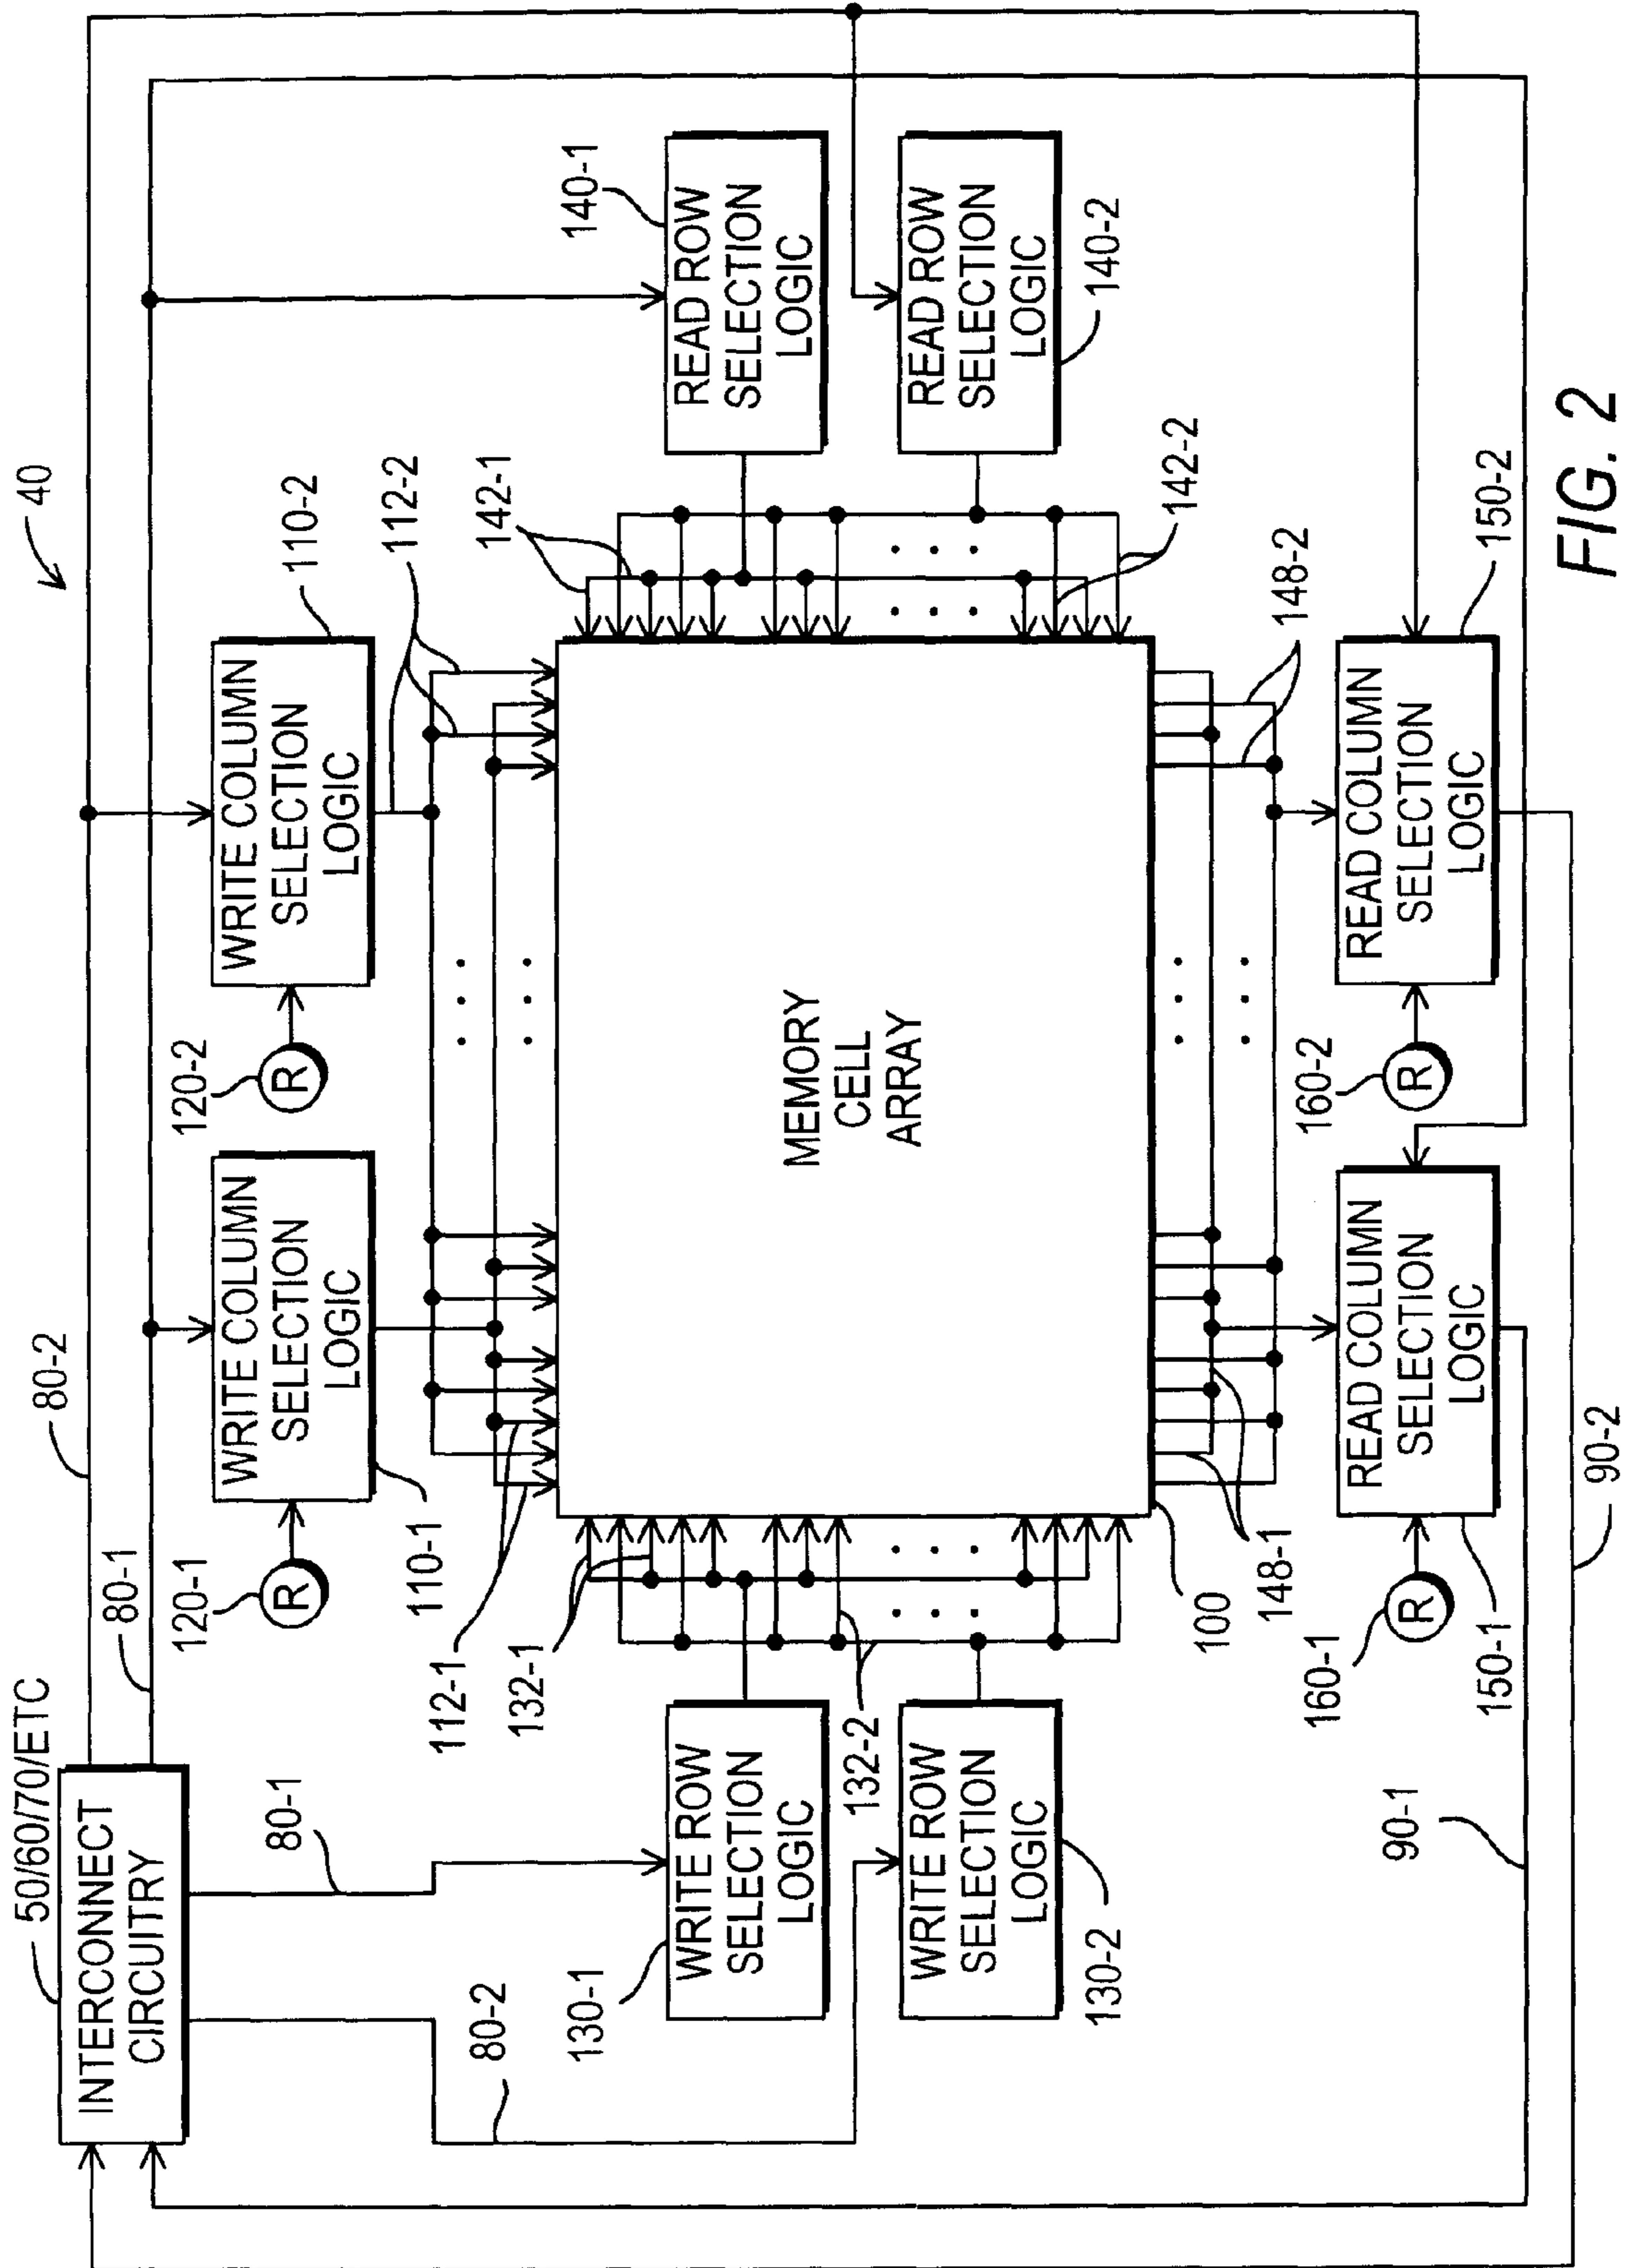 40
50/60/70/ETC
INTERCONNECT
CIRCUITRY
80-1
80-2
120-1
R
WRITE COLUMN
SELECTION
LOGIC
110-1
120-2
R
WRITE COLUMN
SELECTION
LOGIC
110-2
80-1
80-2
112-1
132-1
112-2
142-1
WRITE ROW
SELECTION
LOGIC
130-1
READ ROW
SELECTION
LOGIC
140-1
MEMORY
CELL
ARRAY
132-2
WRITE ROW
SELECTION
LOGIC
130-2
READ ROW
SELECTION
LOGIC
140-2
142-2
100
148-1
148-2
160-1
R
READ COLUMN
SELECTION
LOGIC
150-1
160-2
R
READ COLUMN
SELECTION
LOGIC
150-2
90-1
90-2
FIG. 2